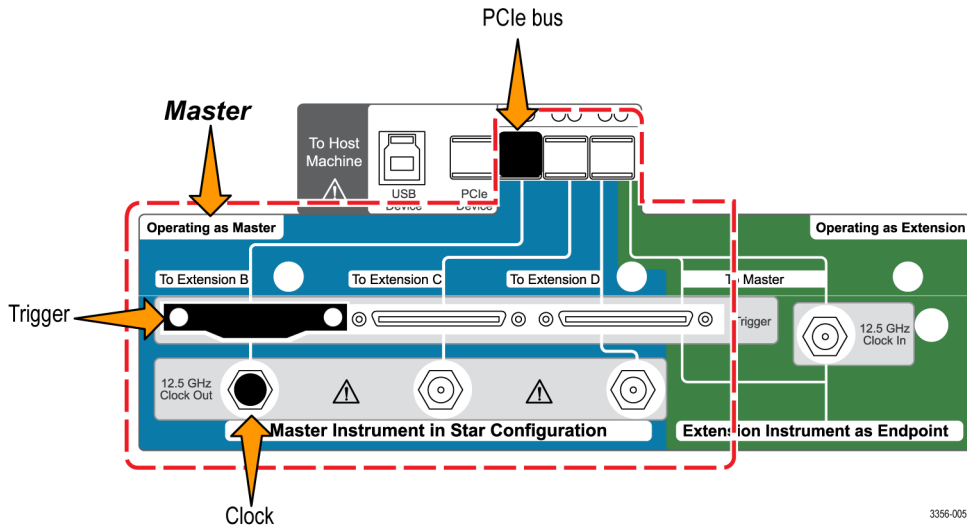 PCIe bus
Master
To Host
Machine
USB
Device
PCIe
Device
Operating as Master
Operating as Extension
To Extension B
To Extension C
To Extension D
To Master
Trigger
Trigger
12.5 GHz
Clock In
12.5 GHz
Clock Out
Master Instrument in Star Configuration
Extension Instrument as Endpoint
Clock
3356-005